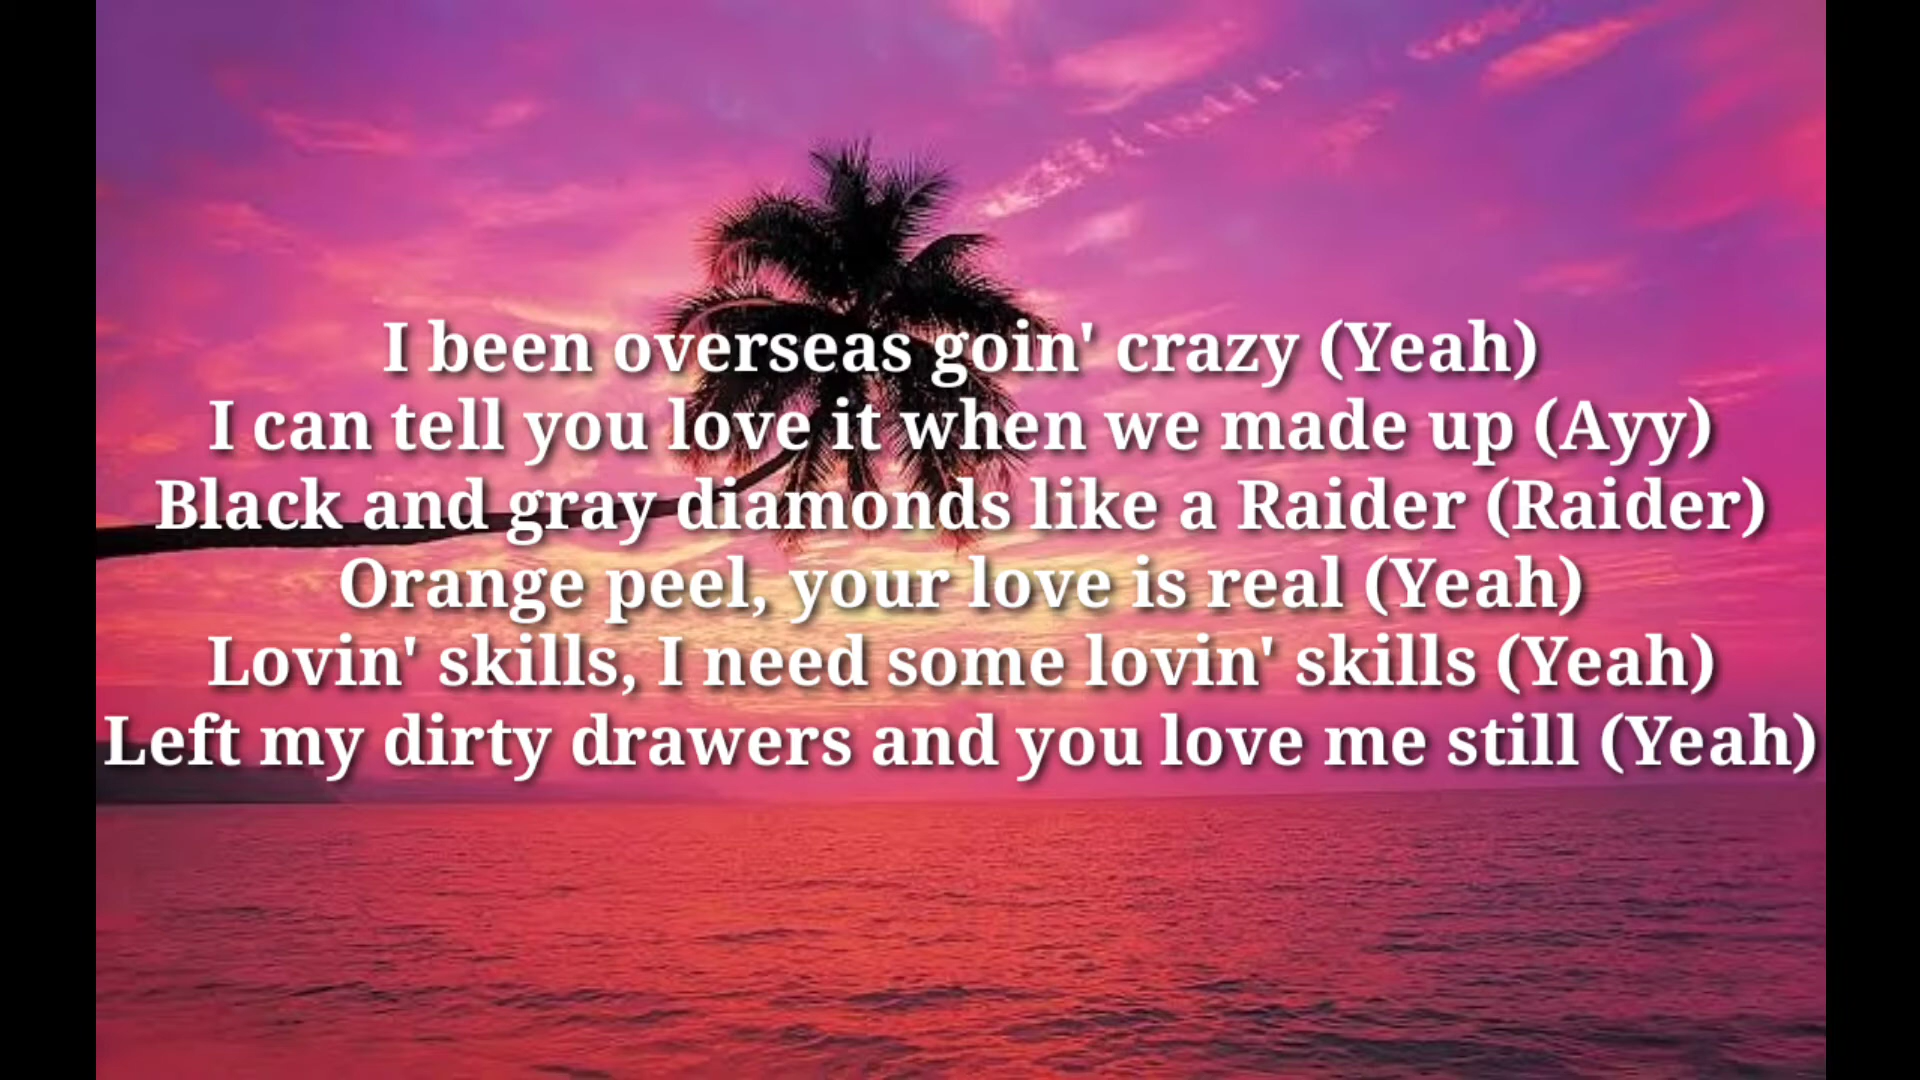 I been overseas goin' crazy (Yeah)
I can tell you love it when we made up (Ayy)
Black and gray diamonds like a Raider (Raider)
Orange peel, your love is real (Yeah)
Lovin' skills, I need some lovin' skills (Yeah)
Left my dirty drawers and you love me still (Yeah)